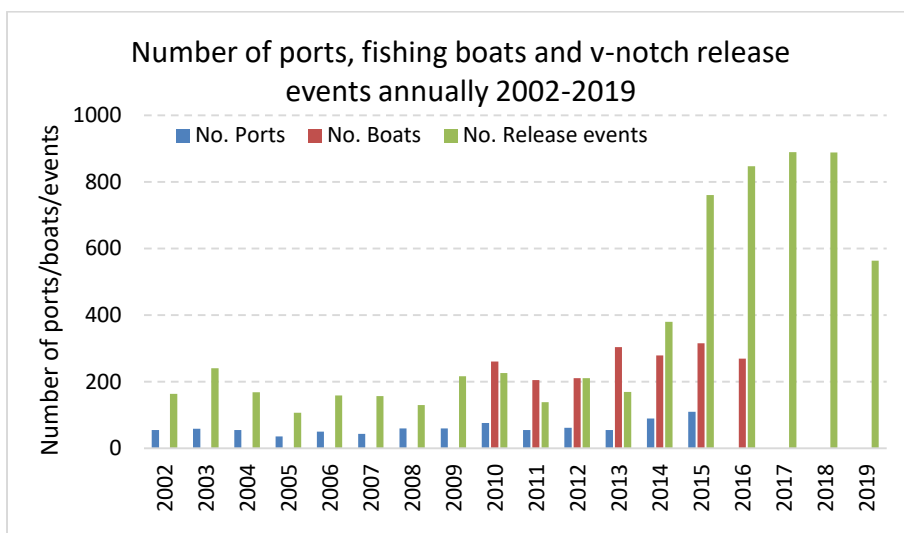 Number of ports, fishing boats and v-notch release
events annually 2002-2019
No. Ports No. Boats No. Release events
Number of ports/boats/events
1000
800
600
400
200
0
2002 2003 2004 2005 2006 2007 2008 2009 2010 2011 2012 2013 2014 2015 2016 2017 2018 2019